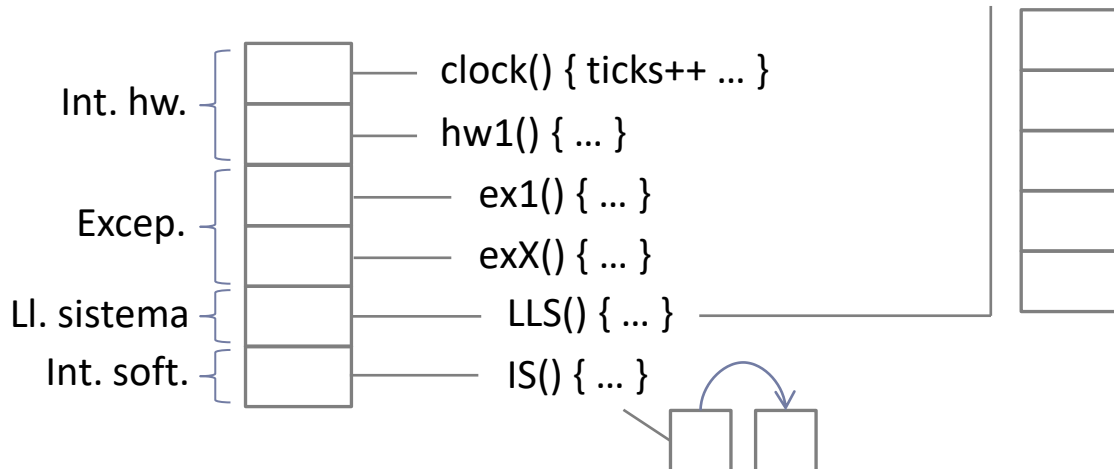 Int. hw.
clock() { ticks++ … }
hw1() { … }
Excep.
ex1() { … }
exX() { … }
Ll. sistema
LLS() { … }
Int. soft.
IS() { … }